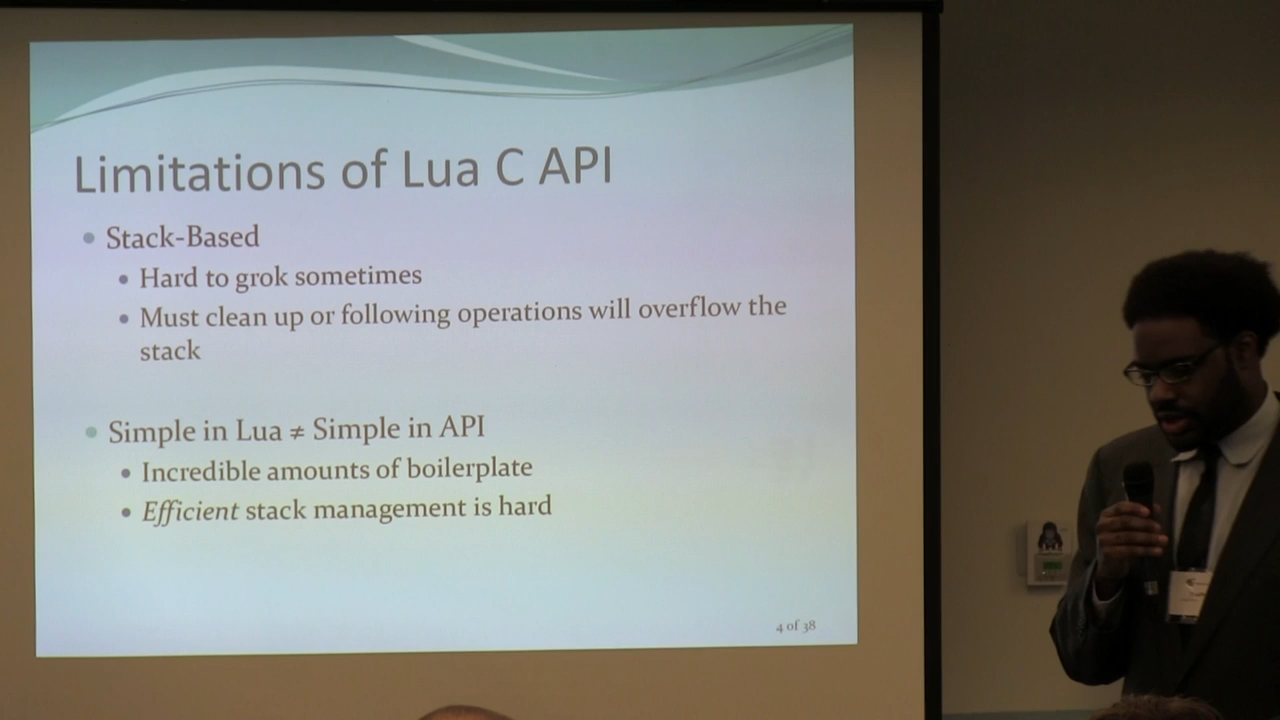 Limitations of Lua C API
• Stack-Based
• Hard to grok sometimes
• Must clean up or following operations will overflow the
stack
• Simple in Lua ≠ Simple in API
• Incredible amounts of boilerplate
• Efficient stack management is hard
4 of 38